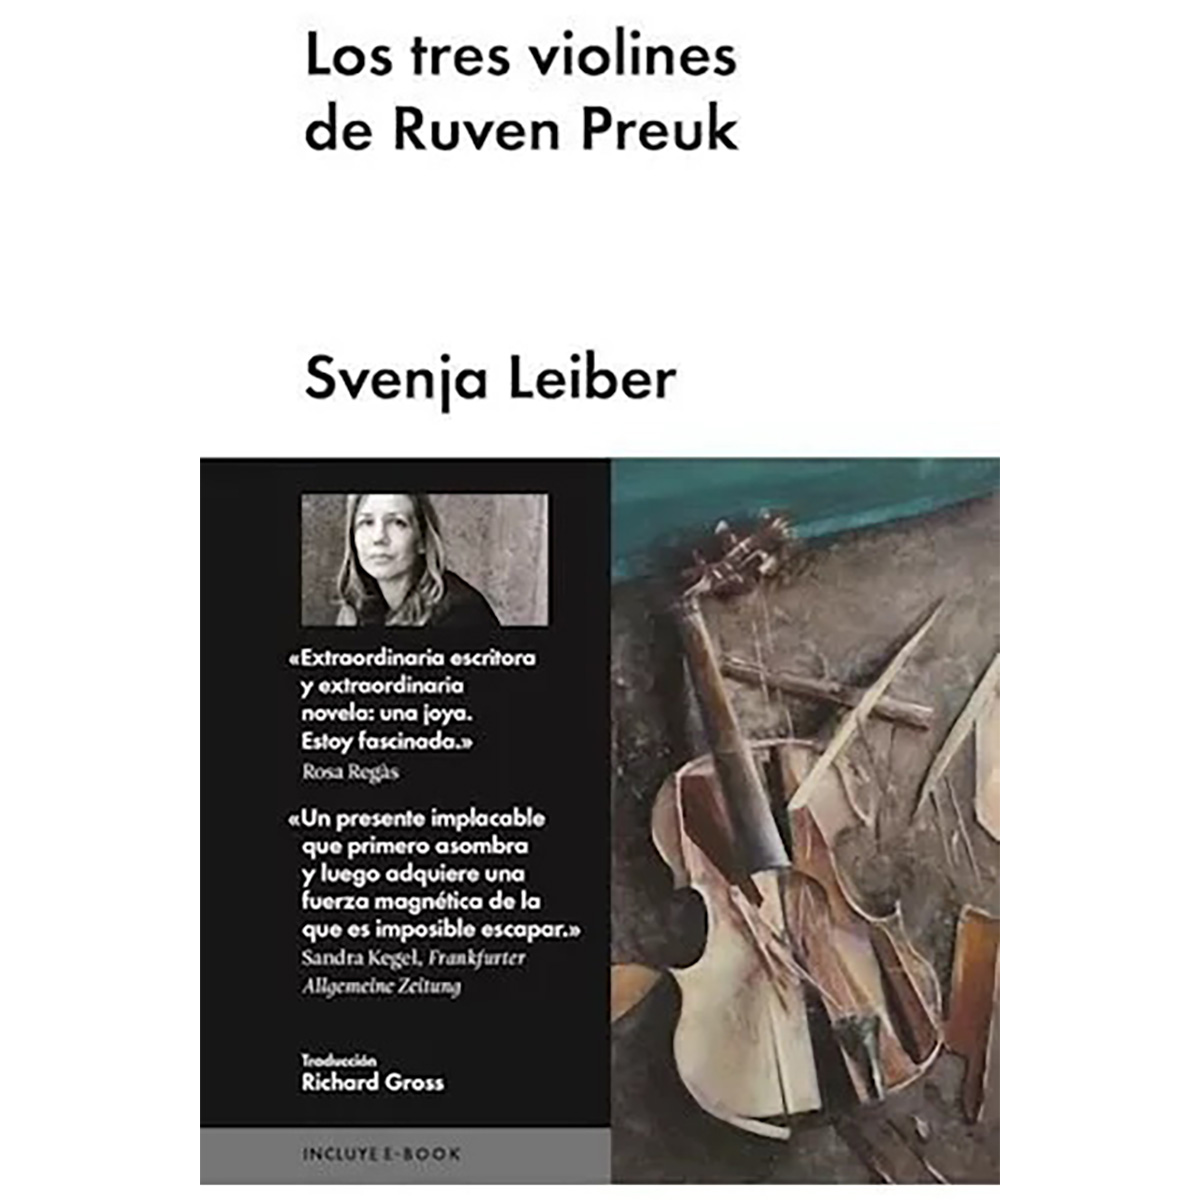 Los tres violines
de Ruven Preuk
Svenja Leiber
«Extraordinaria escritora
y extraordinaria
novela: una joya.
Estoy fascinada.»
Rosa Regàs
«Un presente implacable
que primero asombra
y luego adquiere una
fuerza magnética de la
que es imposible escapar.»
Sandra Kegel, Frankfurter
Allgemeine Zeitung
Traducción
Richard Gross
INCLUYE E-BOOK